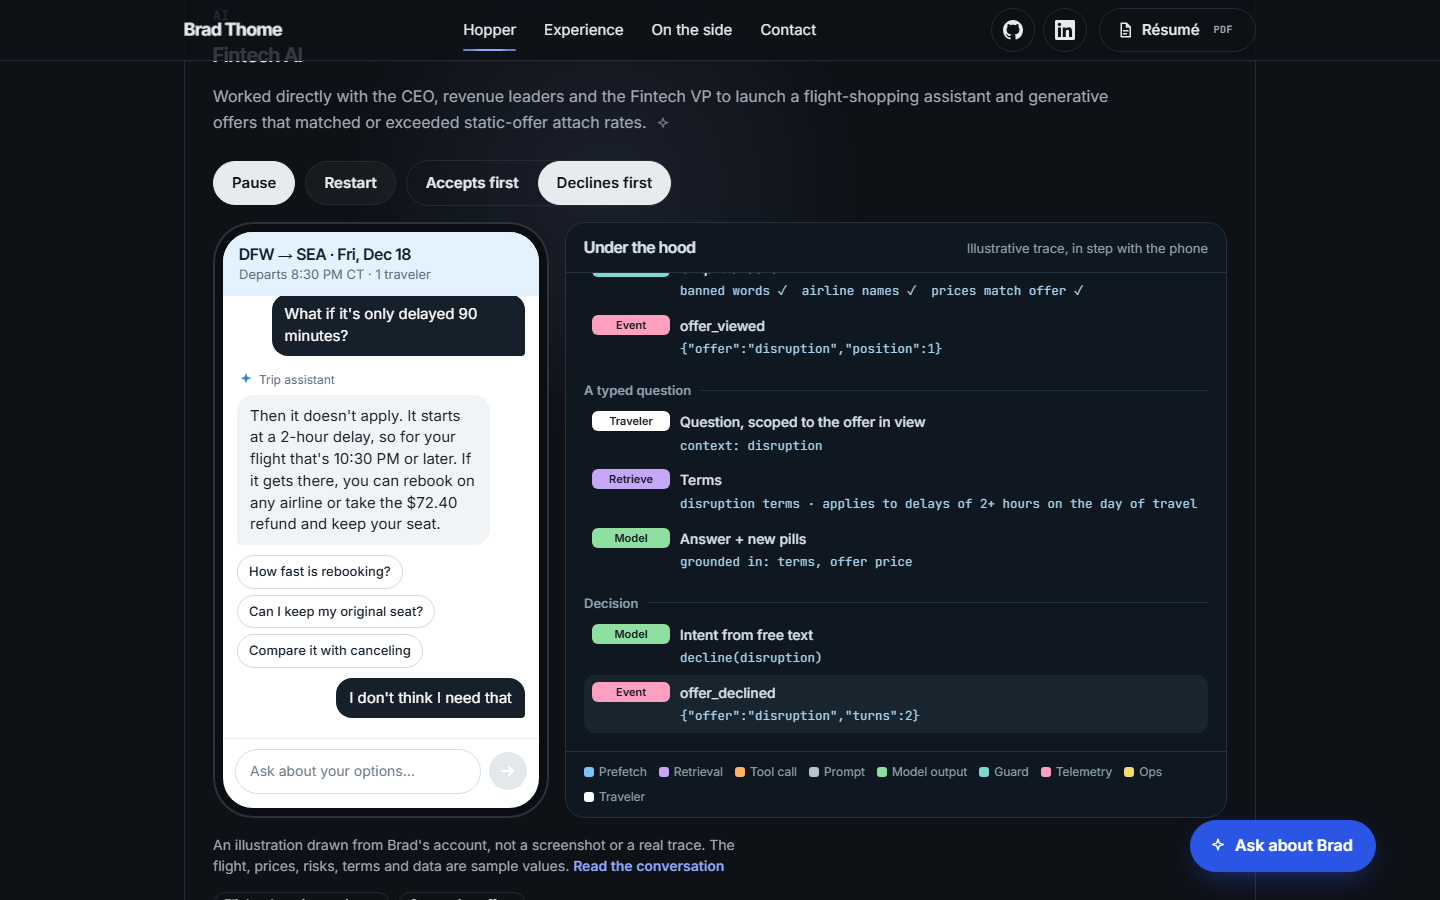 AI
Brad Thome
Hopper
Experience
On the side
Contact
Résumé PDF
Fintech AI
Worked directly with the CEO, revenue leaders and the Fintech VP to launch a flight-shopping assistant and generative
offers that matched or exceeded static-offer attach rates.
Pause
Restart
Accepts first
Declines first
DFW → SEA · Fri, Dec 18
Departs 8:30 PM CT · 1 traveler
What if it's only delayed 90
minutes?
Trip assistant
Then it doesn't apply. It starts
at a 2-hour delay, so for your
flight that's 10:30 PM or later. If
it gets there, you can rebook on
any airline or take the $72.40
refund and keep your seat.
How fast is rebooking?
Can I keep my original seat?
Compare it with canceling
I don't think I need that
Ask about your options...
Under the hood
Illustrative trace, in step with the phone
banned words ✓ airline names ✓ prices match offer ✓
Event
offer_viewed
{"offer":"disruption","position":1}
A typed question
Traveler
Question, scoped to the offer in view
context: disruption
Retrieve
Terms
disruption terms · applies to delays of 2+ hours on the day of travel
Model
Answer + new pills
grounded in: terms, offer price
Decision
Model
Intent from free text
decline(disruption)
Event
offer_declined
{"offer":"disruption","turns":2}
Prefetch
Retrieval
Tool call
Prompt
Model output
Guard
Telemetry
Ops
Traveler
An illustration drawn from Brad's account, not a screenshot or a real trace. The
flight, prices, risks, terms and data are sample values. Read the conversation
Ask about Brad